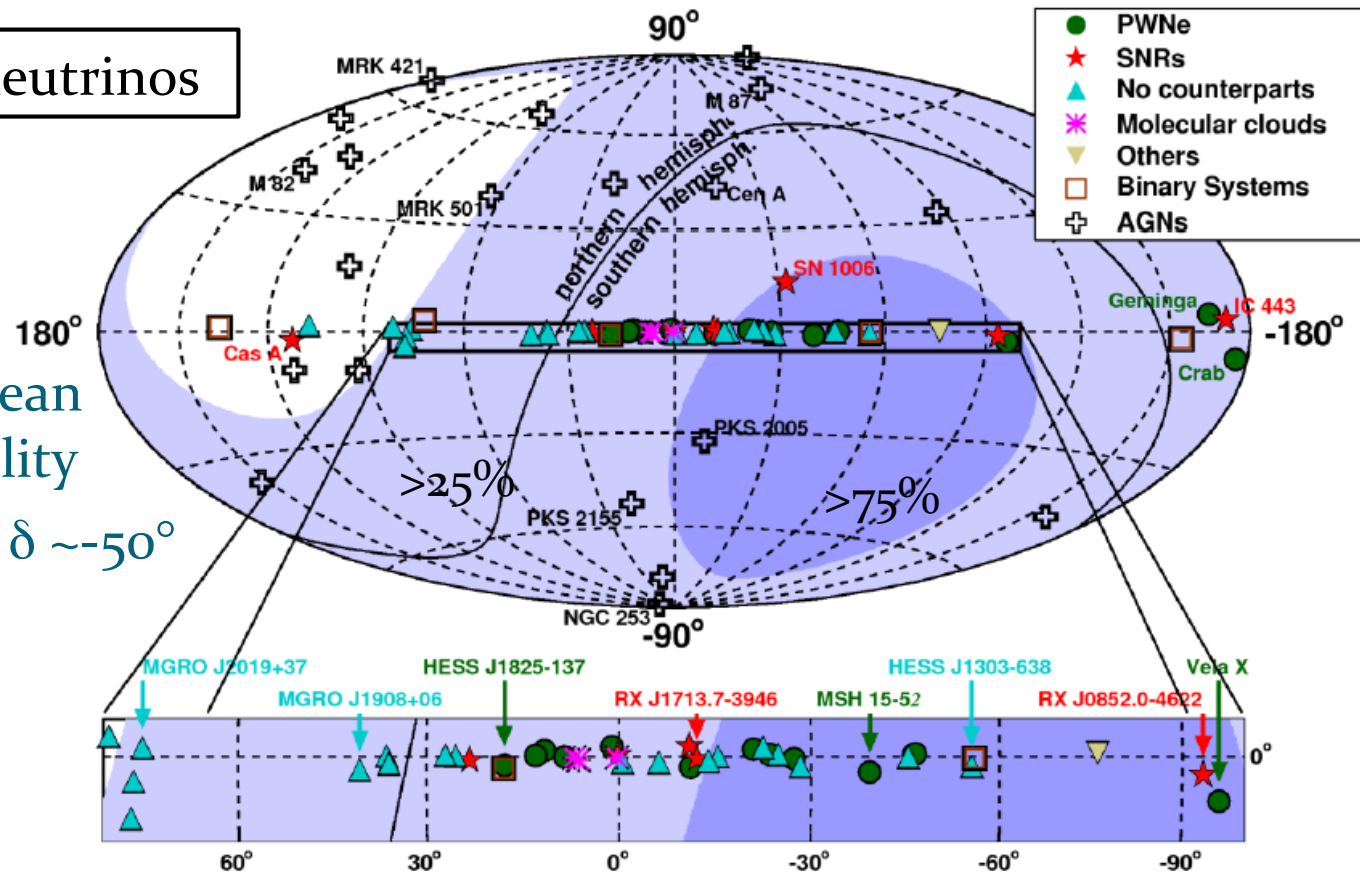 eutrinos
90°
PWNe
SNRs
No counterparts
Molecular clouds
Others
Binary Systems
AGNs
MRK 421
M 87
M 82
MRK 501
Cen A
northern hemisph.
southern hemisph.
SN 1006
Geminga
IC 443
180°
-180°
Cas A
Crab
ean
lity
δ ~-50°
PKS 2005
>25%
>75%
PKS 2155
NGC 253
-90°
MGRO J2019+37
HESS J1825-137
HESS J1303-638
Vela X
MGRO J1908+06
RX J1713.7-3946
MSH 15-52
RX J0852.0-4622
0°
60°
30°
0°
-30°
-60°
-90°